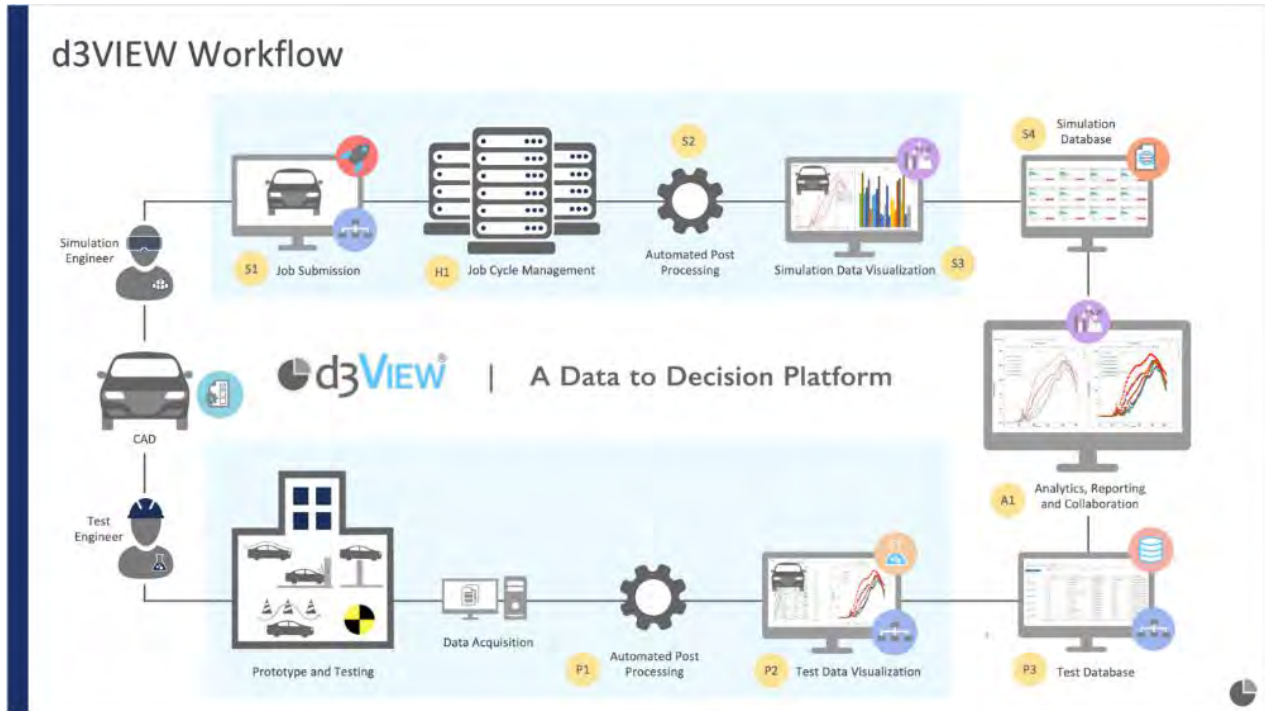 d3VIEW Workflow
S4
Simulation
Database
S2
Simulation
Engineer
S1
Job Submission
H1
Job Cycle Management
Automated Post
Processing
Simulation Data Visualization
S3
d3VIEW®
|
A Data to Decision Platform
CAD
A1
Analytics, Reporting
and Collaboration
Test
Engineer
Prototype and Testing
Data Acquisition
P1
Automated Post
Processing
P2
Test Data Visualization
P3
Test Database